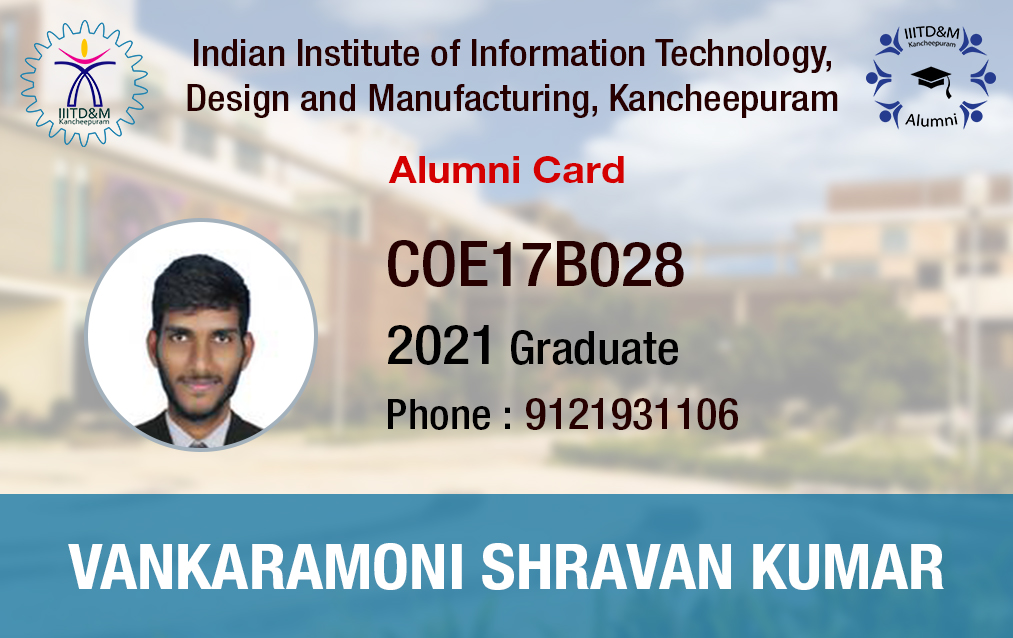 Indian Institute of Information Technology,
Design and Manufacturing, Kancheepuram
IIITD&M
Kancheepuram
IIITD&M
Kancheepuram
Alumni
Alumni Card
COE17B028
2021 Graduate
Phone : 9121931106
VANKARAMONI SHRAVAN KUMAR